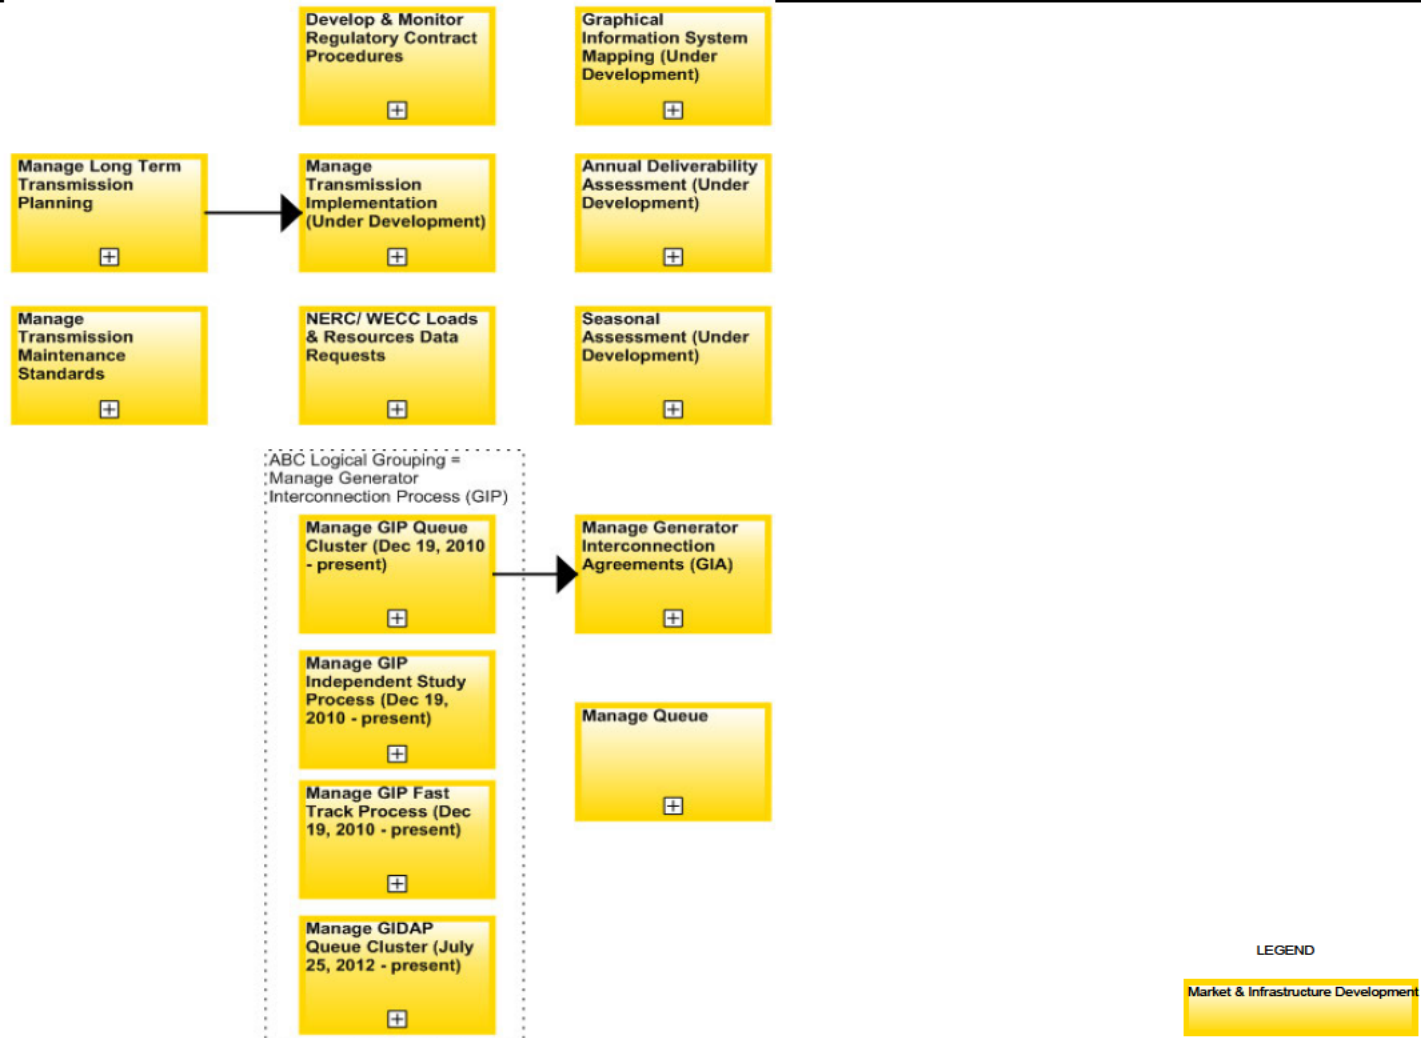 Develop & Monitor
Regulatory Contract
Procedures
Graphical
Information System
Mapping (Under
Development)
Manage Long Term
Transmission
Planning
Manage
Transmission
Implementation
(Under Development)
Annual Deliverability
Assessment (Under
Development)
Manage
Transmission
Maintenance
Standards
NERC/ WECC Loads
& Resources Data
Requests
Seasonal
Assessment (Under
Development)
ABC Logical Grouping =
Manage Generator
Interconnection Process (GIP)
Manage GIP Queue
Cluster (Dec 19, 2010
- present)
Manage Generator
Interconnection
Agreements (GIA)
Manage GIP
Independent Study
Process (Dec 19,
2010 - present)
Manage Queue
Manage GIP Fast
Track Process (Dec
19, 2010 - present)
Manage GIDAP
Queue Cluster (July
25, 2012 - present)
LEGEND
Market & Infrastructure Development